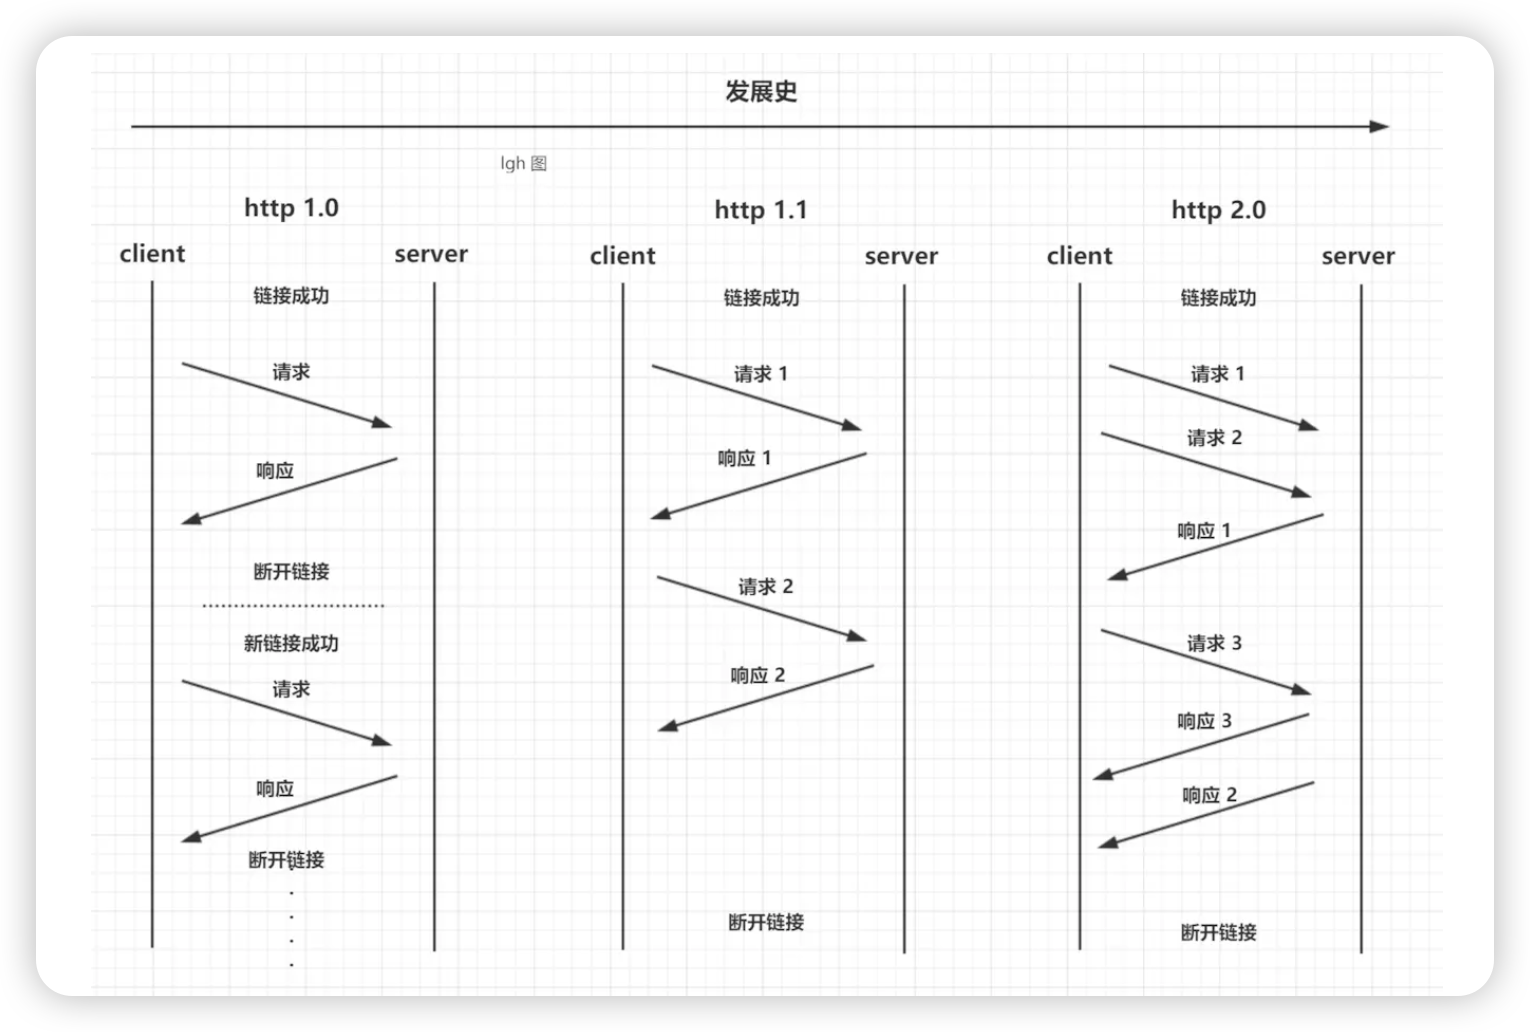 发展史
lgh 图
http 1.0
client
server
链接成功
请求
响应
断开链接
新链接成功
请求
响应
断开链接
http 1.1
client
server
链接成功
请求 1
响应 1
请求 2
响应 2
断开链接
http 2.0
client
server
链接成功
请求 1
请求 2
响应 1
请求 3
响应 3
响应 2
断开链接